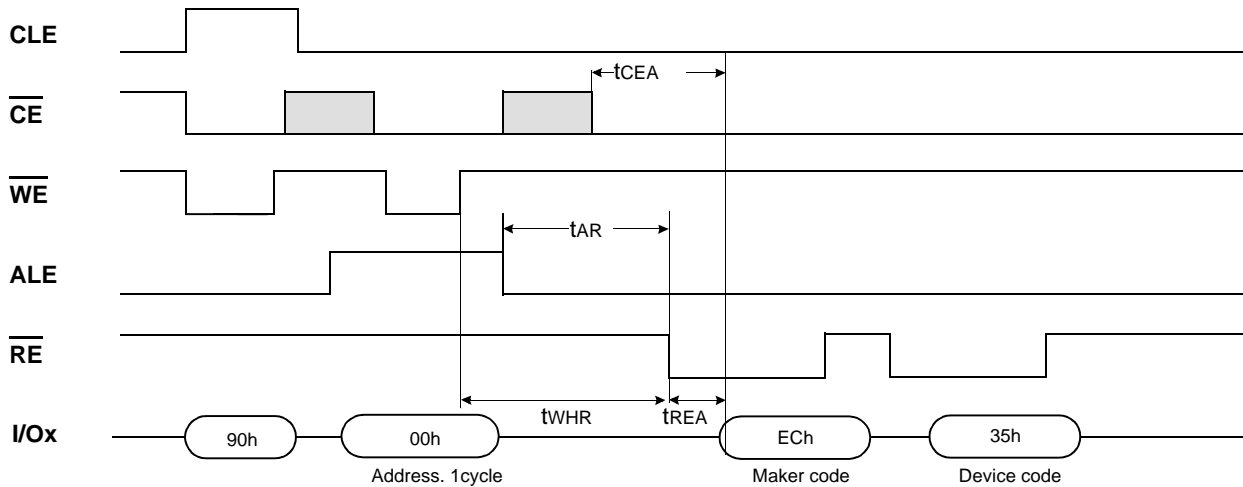 CLE
tCEA
CE
WE
tAR
ALE
RE
tWHR
tREA
I/Ox
90h
00h
ECh
35h
Address. 1cycle
Maker code
Device code